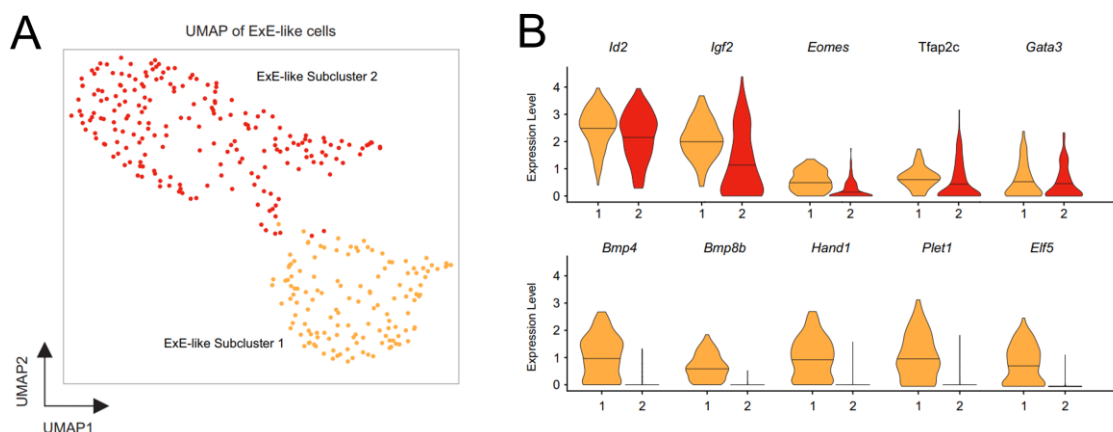 A
UMAP of ExE-like cells
ExE-like Subcluster 2
ExE-like Subcluster 1
UMAP2
UMAP1
B
Id2 Igf2 Eomes Tfap2c Gata3
Expression Level
4
3
2
1
0
1 2 1 2 1 2 1 2 1 2
Bmp4 Bmp8b Hand1 Plet1 Elf5
Expression Level
4
3
2
1
0
1 2 1 2 1 2 1 2 1 2